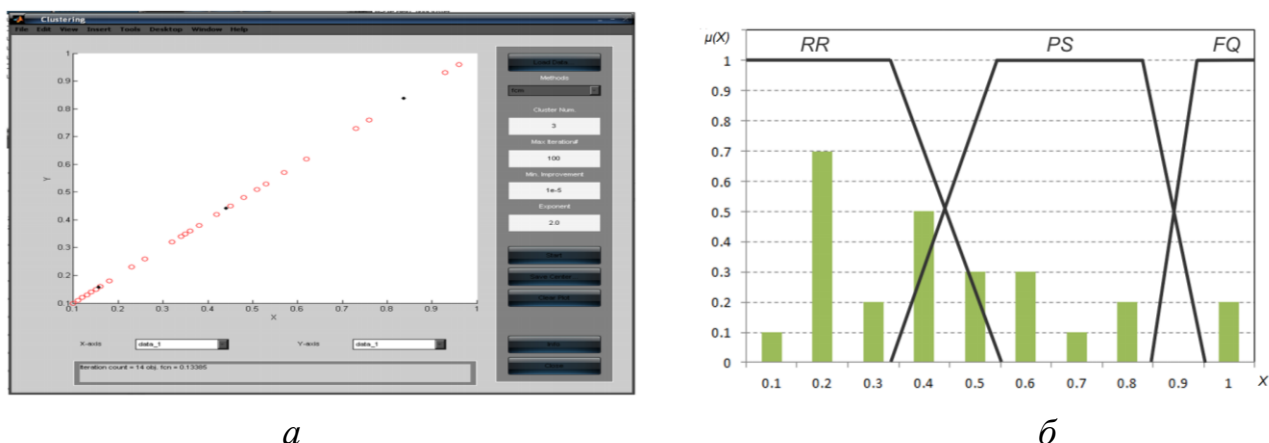 Clustering
File Edit View Insert Tools Desktop Window Help
1
0.9
0.8
0.7
0.6
0.5
0.4
0.3
0.2
0.1
Y
0.1 0.2 0.3 0.4 0.5 0.6 0.7 0.8 0.9 1
X
X-axis data_1 Y-axis data_1
Iteration count = 14 obj. fcn = 0.13385
Load Data
Methods
fcm
Cluster Num.
3
Max Iteration#
100
Min. Improvement
1e-5
Exponent
2.0
Start
Save Center
Clear Plot
Info
Close
а
μ(X) RR PS FQ
1
0.9
0.8
0.7
0.6
0.5
0.4
0.3
0.2
0.1
0
0.1 0.2 0.3 0.4 0.5 0.6 0.7 0.8 0.9 1 X
б